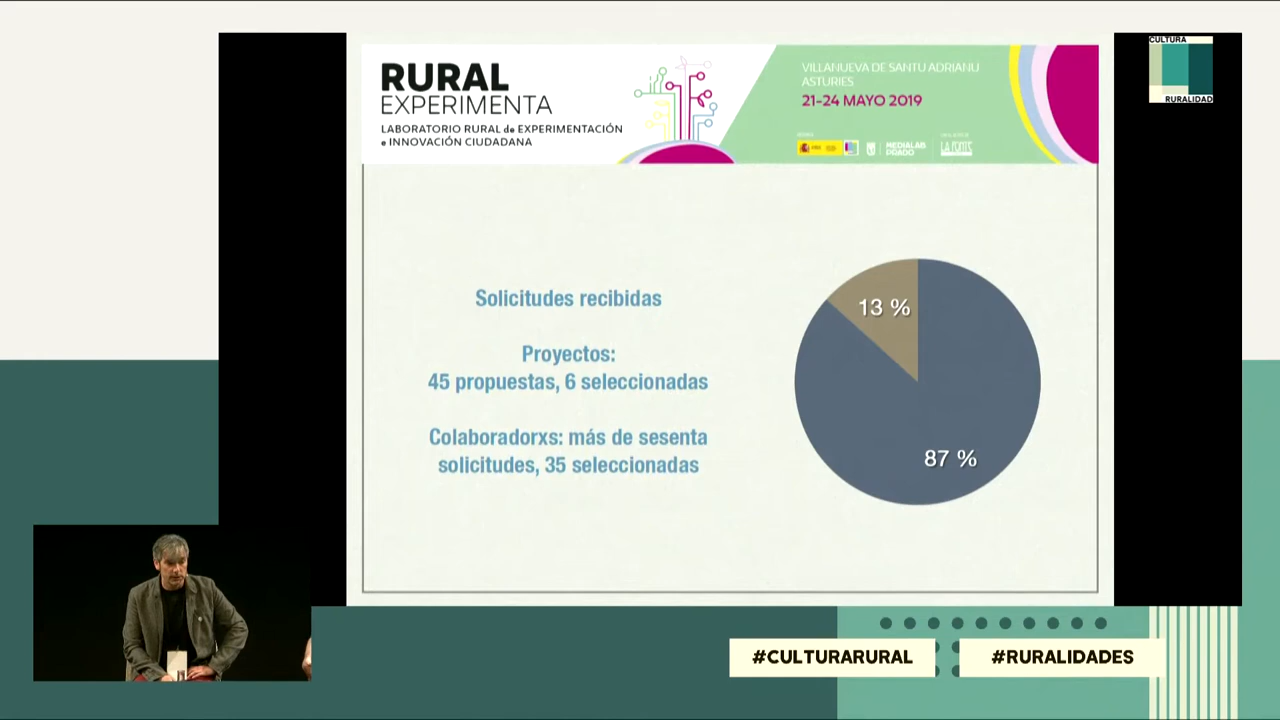 RURAL
EXPERIMENTA
LABORATORIO RURAL de EXPERIMENTACIÓN
e INNOVACIÓN CIUDADANA
VILLANUEVA DE SANTU ADRIANU
ASTURIES
21-24 MAYO 2019
MEDIALAB
PRADO
CULTURA
RURALIDAD
Solicitudes recibidas
Proyectos:
45 propuestas, 6 seleccionadas
Colaboradorxs: más de sesenta
solicitudes, 35 seleccionadas
13 %
87 %
#CULTURARURAL
#RURALIDADES